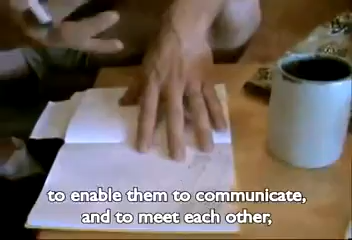 to enable them to communicate,
and to meet each other,